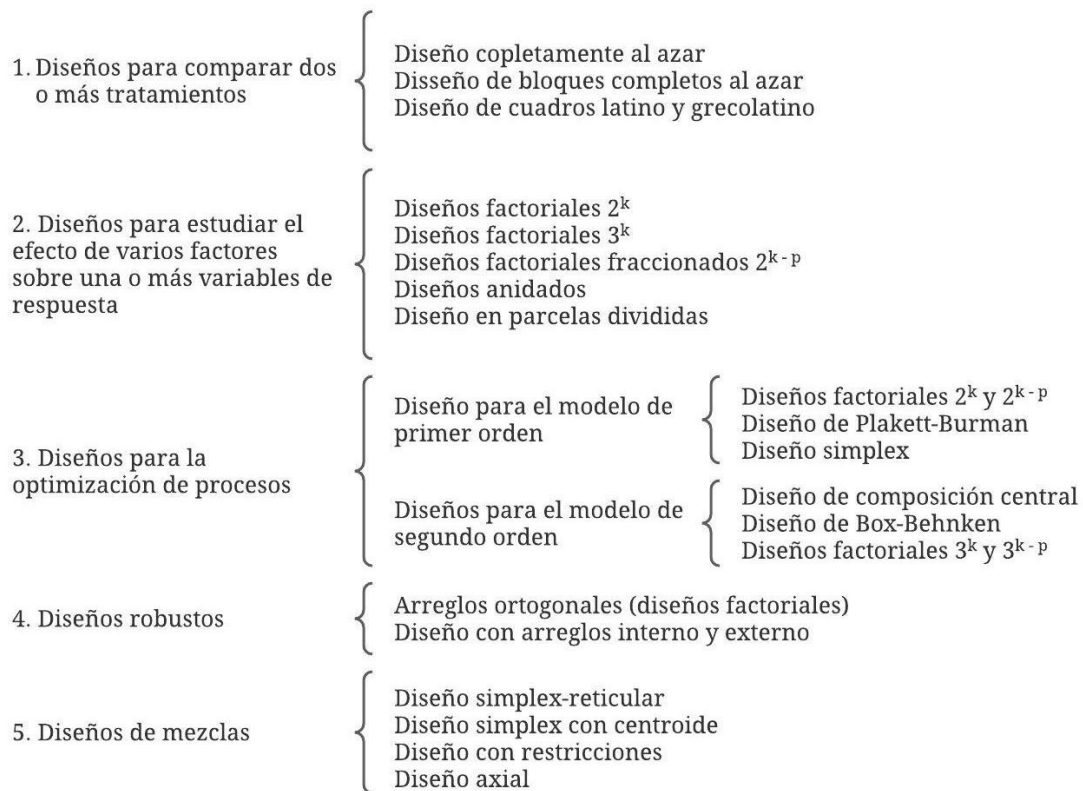 1. Diseños para comparar dos
o más tratamientos
Diseño copletamente al azar
Disseño de bloques completos al azar
Diseño de cuadros latino y grecolatino
2. Diseños para estudiar el
efecto de varios factores
sobre una o más variables de
respuesta
Diseños factoriales 2^k
Diseños factoriales 3^k
Diseños factoriales fraccionados 2^{k - p}
Diseños anidados
Diseño en parcelas divididas
3. Diseños para la
optimización de procesos
Diseño para el modelo de
primer orden
Diseños factoriales 2^k y 2^{k - p}
Diseño de Plakett-Burman
Diseño simplex
Diseños para el modelo de
segundo orden
Diseño de composición central
Diseño de Box-Behnken
Diseños factoriales 3^k y 3^{k - p}
4. Diseños robustos
Arreglos ortogonales (diseños factoriales)
Diseño con arreglos interno y externo
5. Diseños de mezclas
Diseño simplex-reticular
Diseño simplex con centroide
Diseño con restricciones
Diseño axial